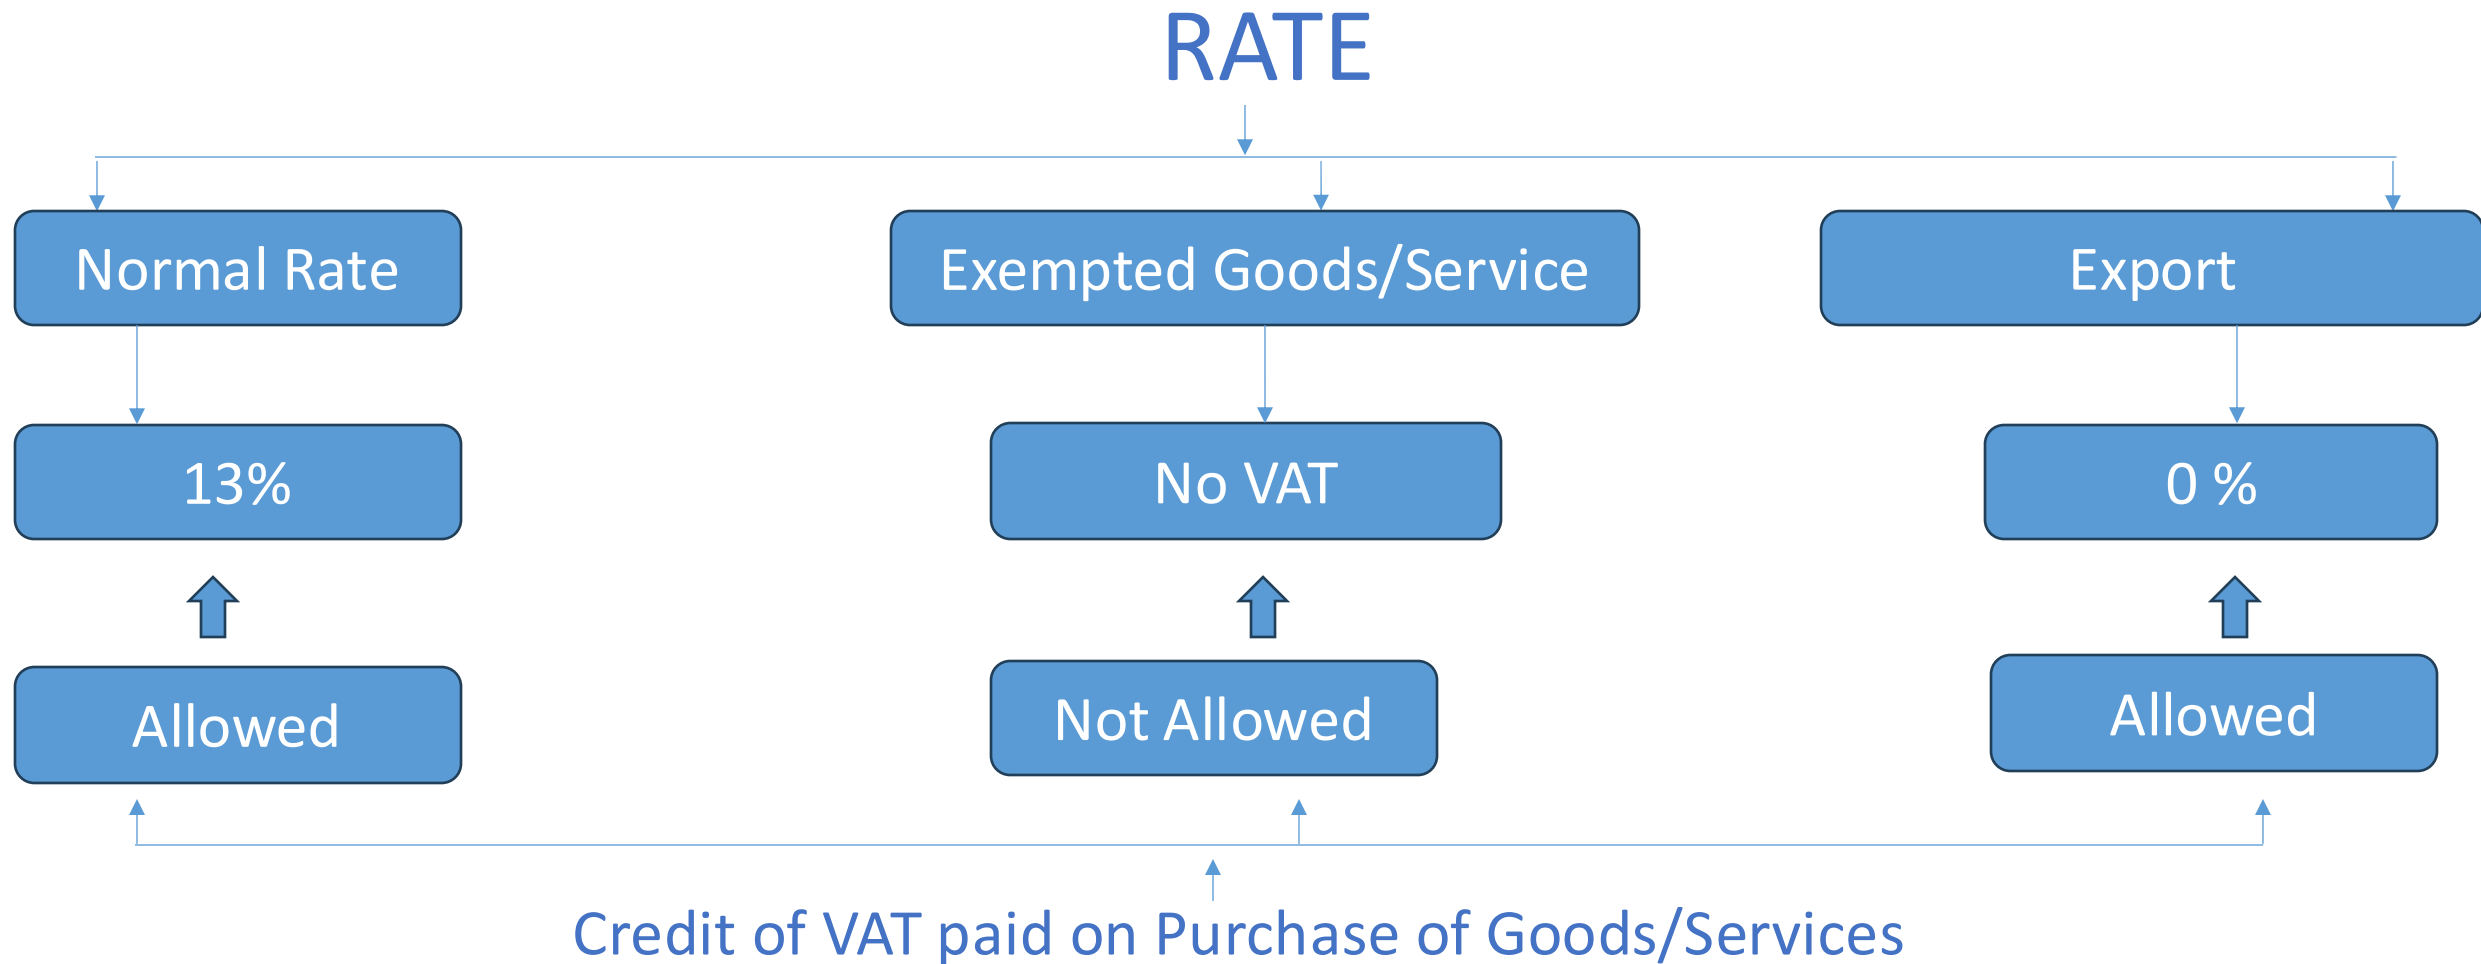 RATE
Normal Rate
Exempted Goods/Service
Export
13%
No VAT
0 %
Allowed
Not Allowed
Allowed
Credit of VAT paid on Purchase of Goods/Services